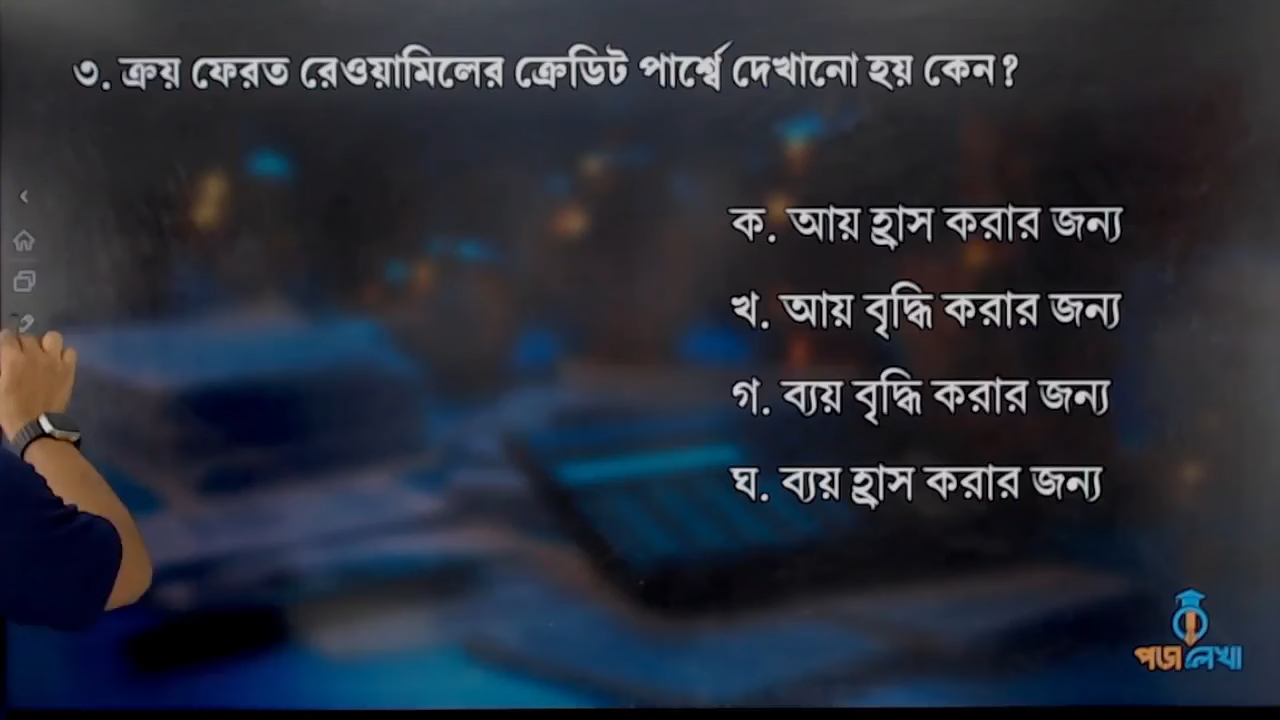 ৩. ক্রয় ফেরত রেওয়ামিলের ক্রেডিট পার্শ্বে দেখানো হয় কেন?
ক. আয় হ্রাস করার জন্য
খ. আয় বৃদ্ধি করার জন্য
গ. ব্যয় বৃদ্ধি করার জন্য
ঘ. ব্যয় হ্রাস করার জন্য
পড়ালেখা